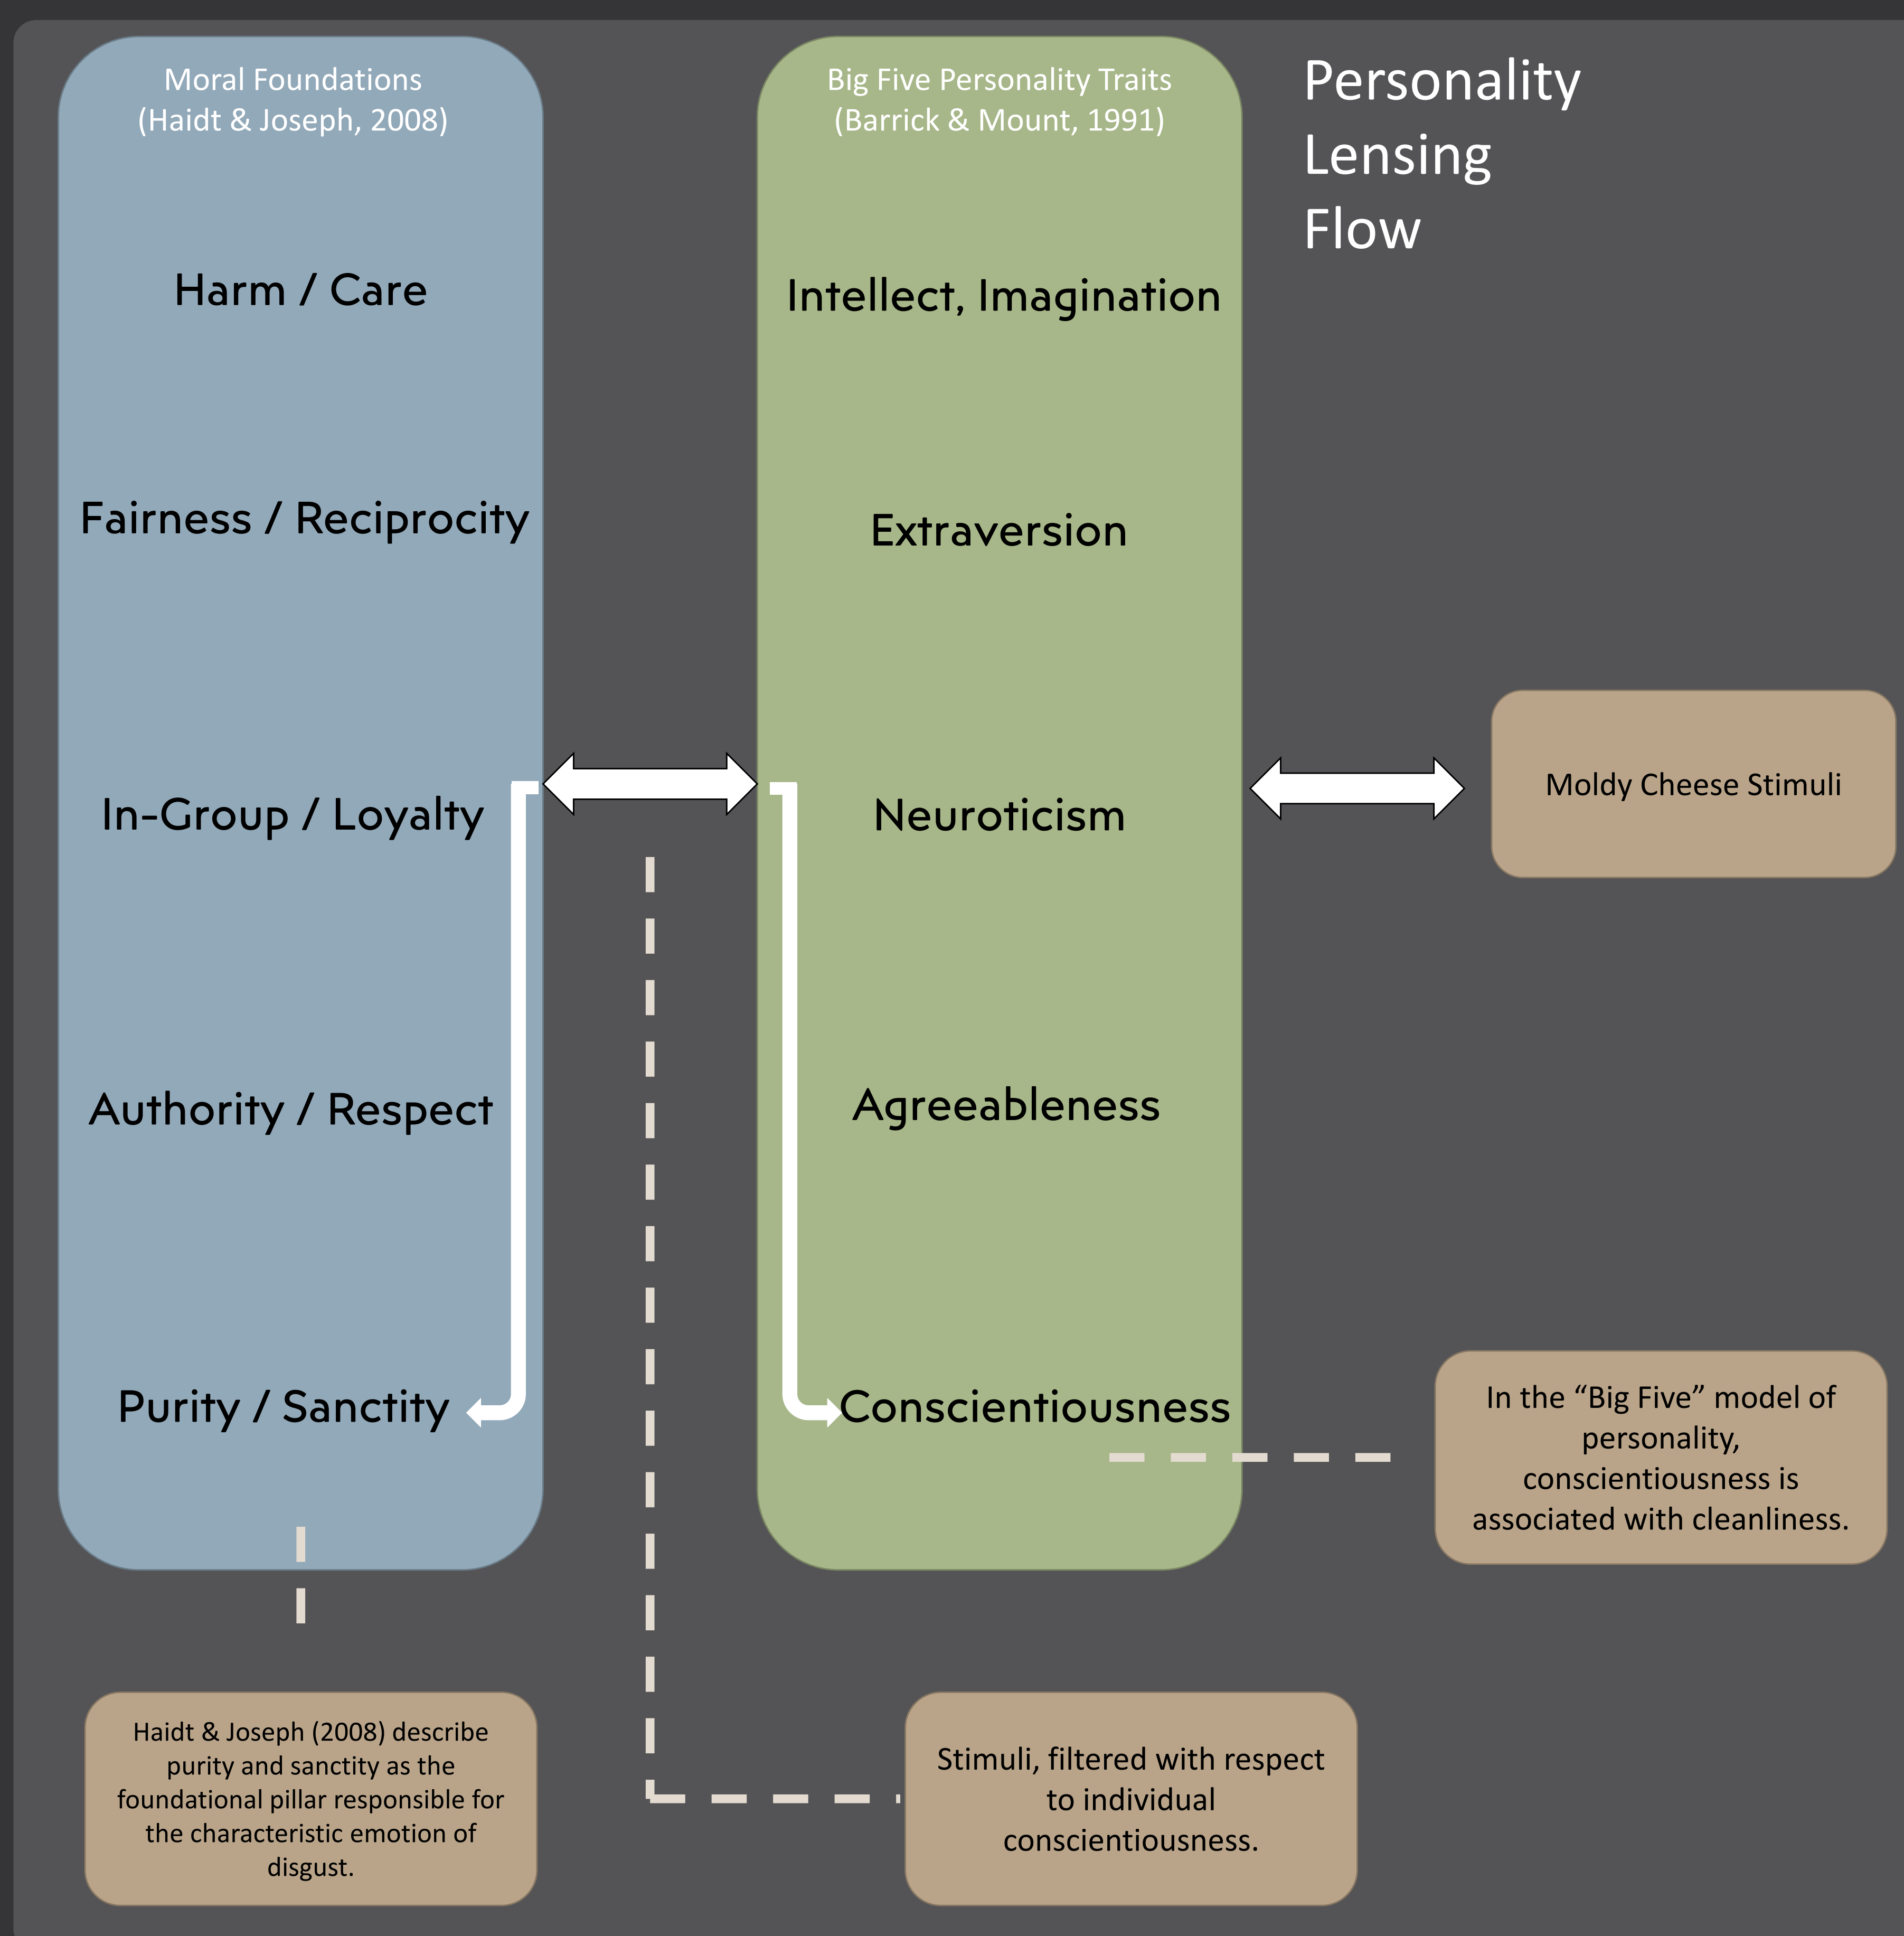 Moral Foundations
(Haidt & Joseph, 2008)
Harm / Care
Fairness / Reciprocity
In-Group / Loyalty
Authority / Respect
Purity / Sanctity
Big Five Personality Traits
(Barrick & Mount, 1991)
Intellect, Imagination
Extraversion
Neuroticism
Agreeableness
Conscientiousness
Personality
Lensing
Flow
Moldy Cheese Stimuli
In the “Big Five” model of
personality,
conscientiousness is
associated with cleanliness.
Haidt & Joseph (2008) describe
purity and sanctity as the
foundational pillar responsible for
the characteristic emotion of
disgust.
Stimuli, filtered with respect
to individual
conscientiousness.